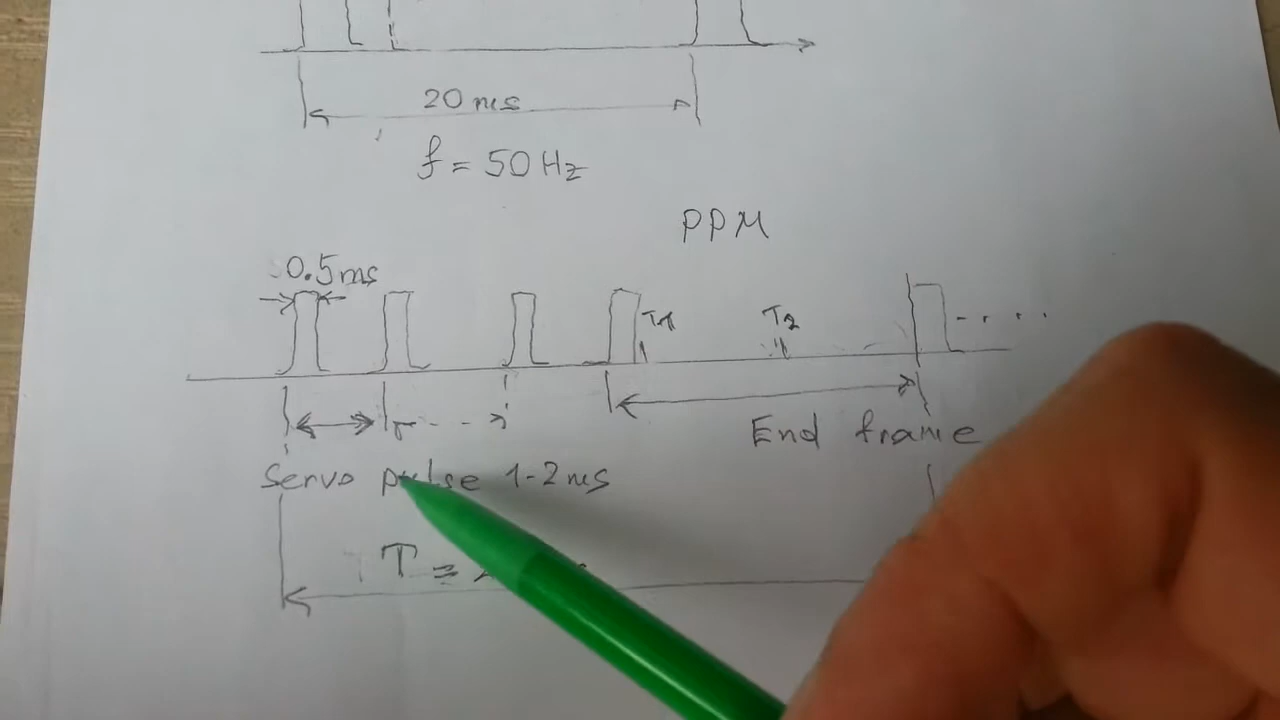 20 ms
f = 50 Hz
PPM
0.5 ms
T1 T2
End frame
Servo pulse 1-2 ms
T =